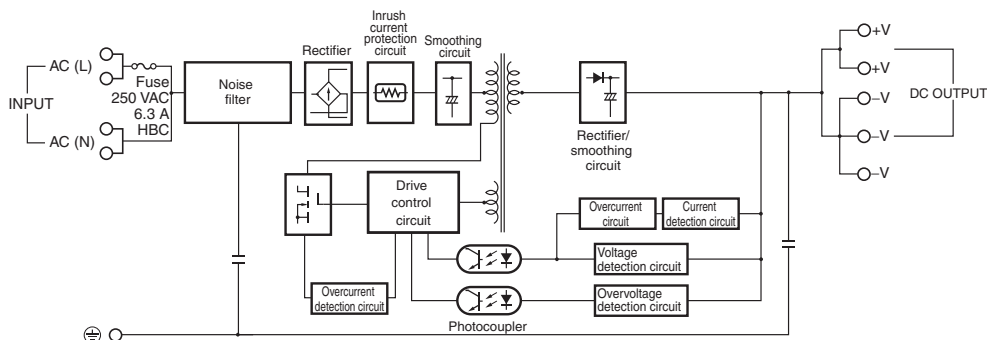 Inrush
current
protection
circuit
Rectifier
Smoothing
circuit
AC (L)
Fuse
250 VAC
6.3 A
HBC
INPUT
AC (N)
Noise
filter
Rectifier/
smoothing
circuit
+V
+V
–V
–V
–V
DC OUTPUT
Drive
control
circuit
Overcurrent
circuit
Current
detection circuit
Voltage
detection circuit
Overcurrent
detection circuit
Overvoltage
detection circuit
Photocoupler